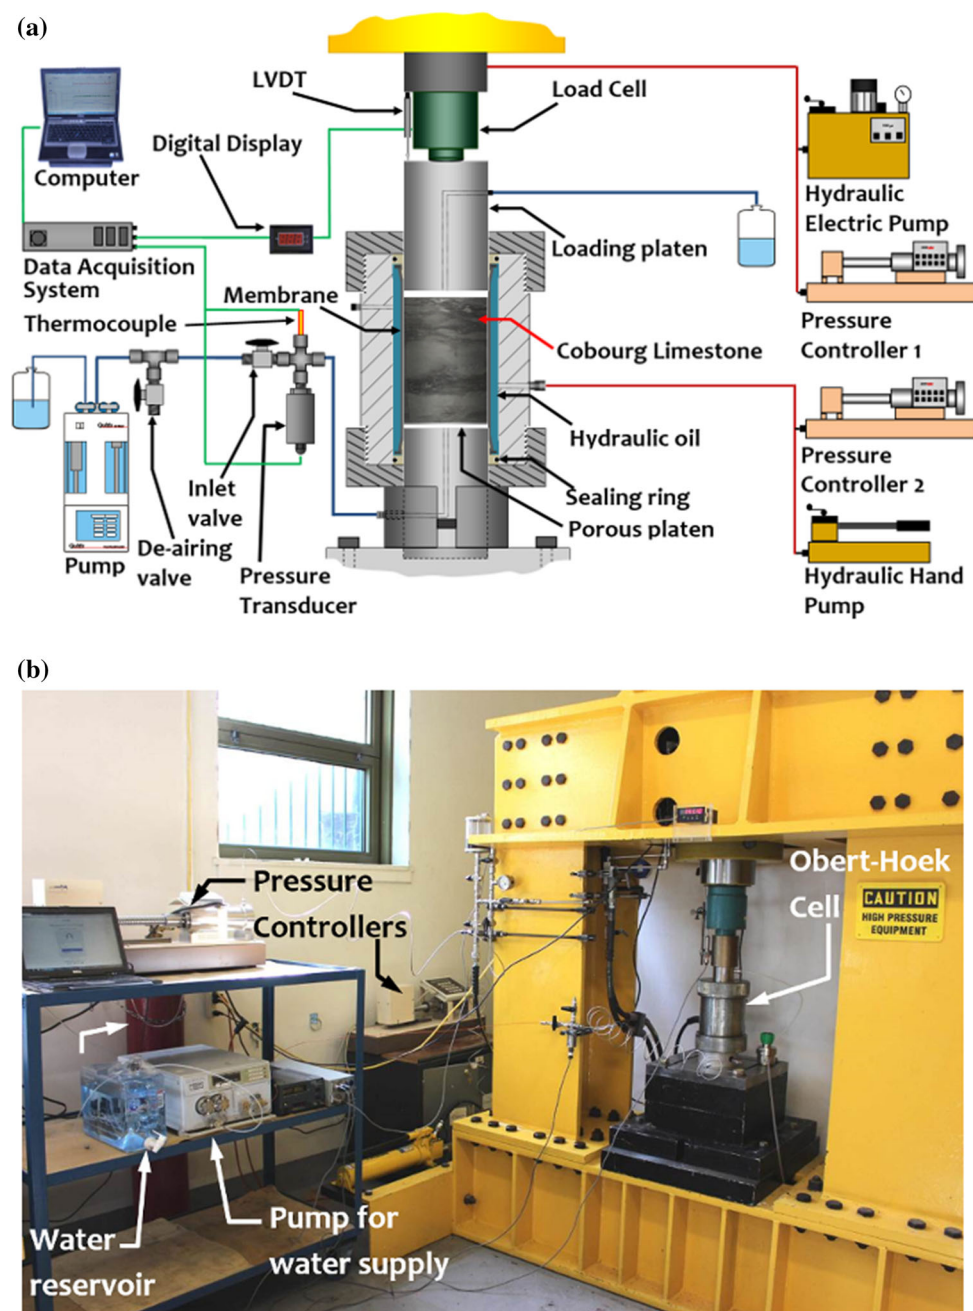 (a)
LVDT
Load Cell
Digital Display
Computer
Hydraulic
Electric Pump
Loading platen
Data Acquisition
System
Membrane
Thermocouple
Pressure
Controller 1
Cobourg Limestone
Hydraulic oil
Pressure
Controller 2
Inlet
valve
Sealing ring
Porous platen
De-airing
valve
Pump
Pressure
Transducer
Hydraulic Hand
Pump
(b)
Pressure
Controllers
Obert-Hoek
Cell
CAUTION
HIGH PRESSURE
EQUIPMENT
Water
reservoir
Pump for
water supply